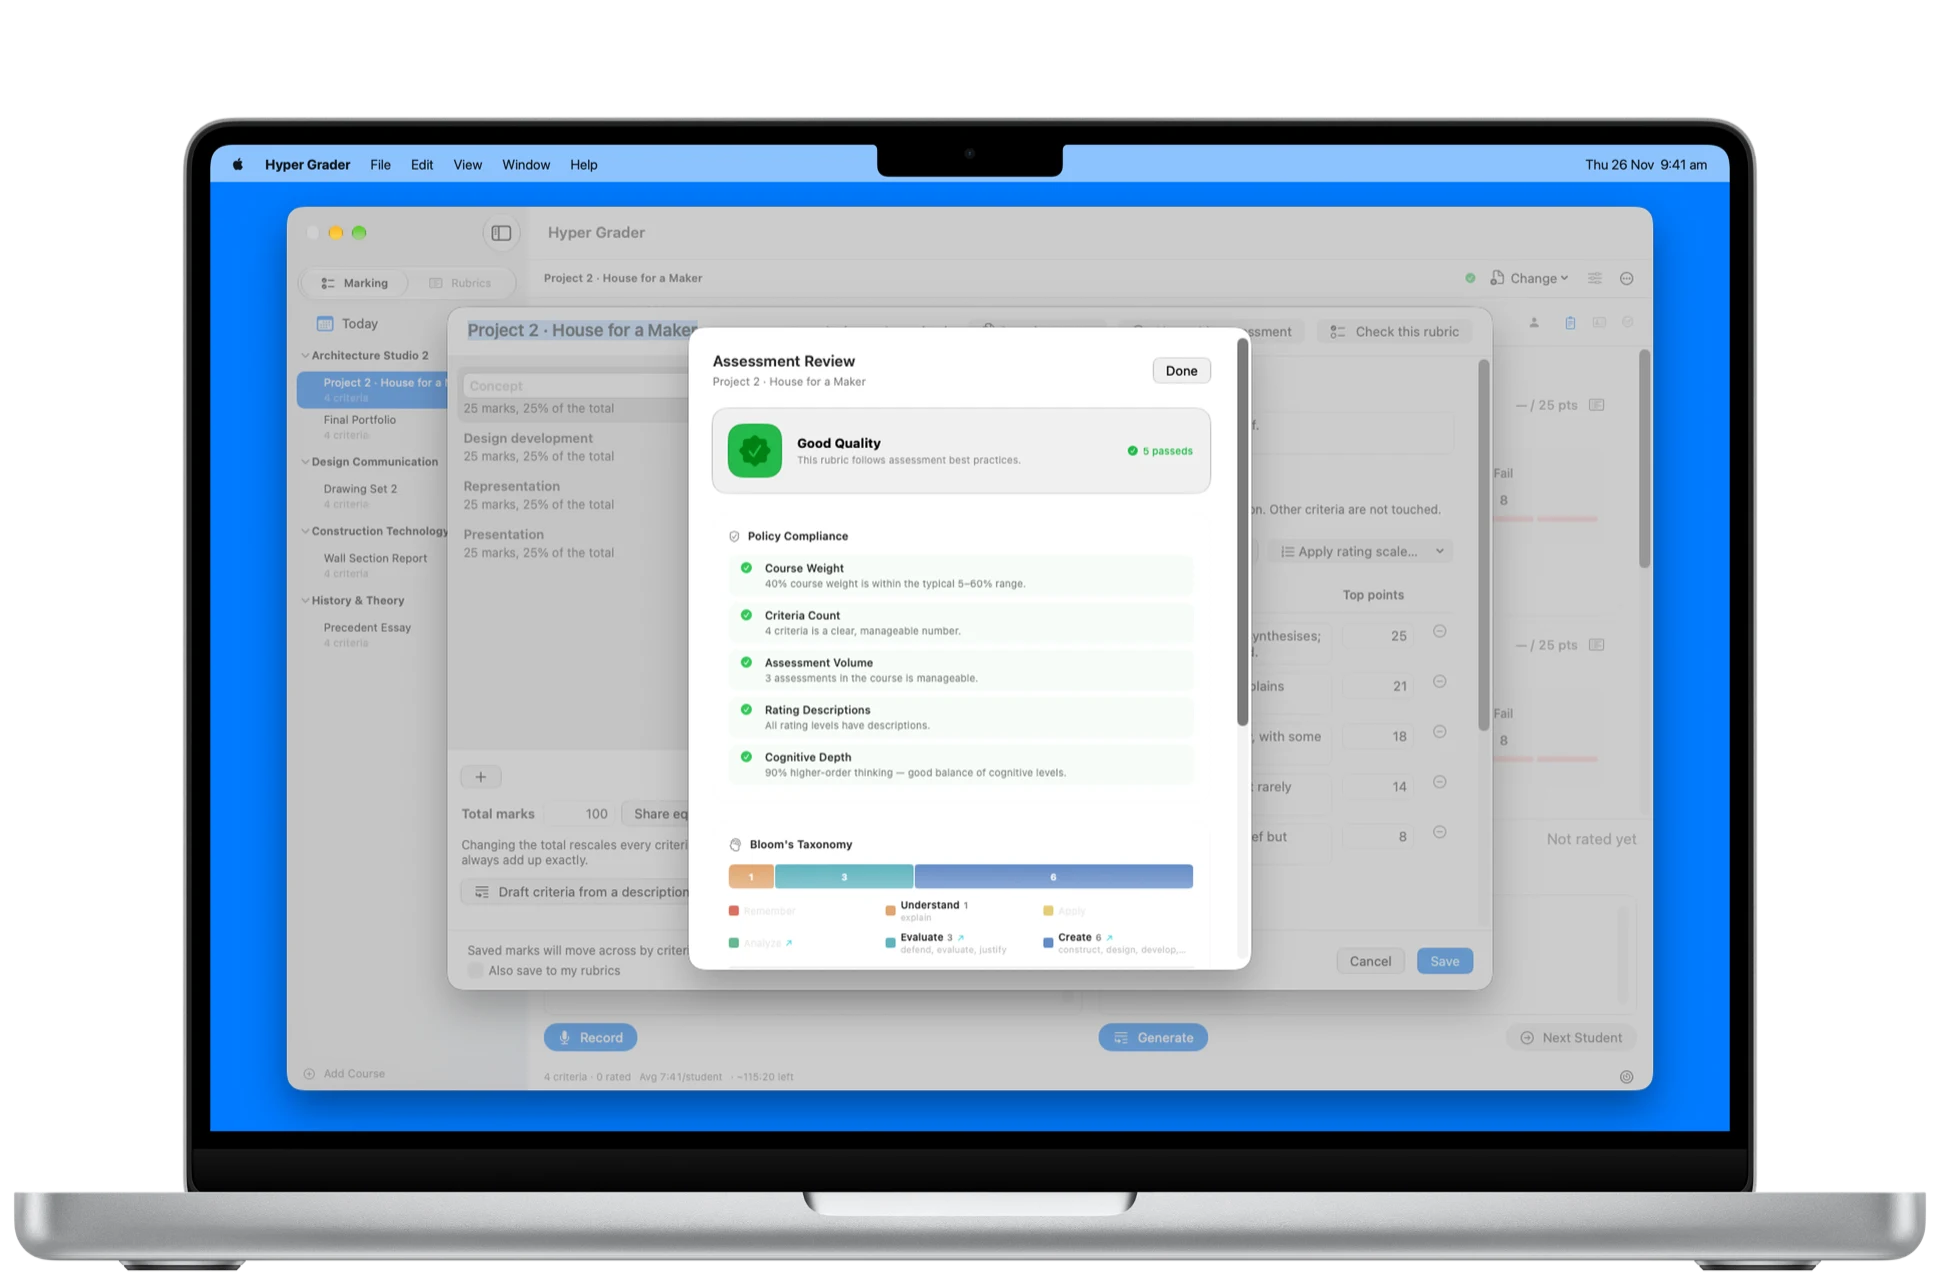 Hyper Grader File Edit View Window Help
Thu 26 Nov 9:41 am
Hyper Grader
Marking
Rubrics
Project 2 · House for a Maker
Change
Today
Architecture Studio 2
Project 2 · House for a
4 criteria
Final Portfolio
4 criteria
Design Communication
Drawing Set 2
4 criteria
Construction Technology
Wall Section Report
4 criteria
History & Theory
Precedent Essay
4 criteria
Add Course
Project 2 · House for a Maker
Check this rubric
Concept
25 marks, 25% of the total
Design development
25 marks, 25% of the total
Representation
25 marks, 25% of the total
Presentation
25 marks, 25% of the total
+
Total marks 100 Share
Changing the total rescales every
always add up exactly.
Draft criteria from a description
Saved marks will move across by
Also save to my rubrics
Assessment Review
Project 2 · House for a Maker
Done
Good Quality
This rubric follows assessment best practices.
5 passeds
Policy Compliance
Course Weight
40% course weight is within the typical 5–60% range.
Criteria Count
4 criteria is a clear, manageable number.
Assessment Volume
3 assessments in the course is manageable.
Rating Descriptions
All rating levels have descriptions.
Cognitive Depth
90% higher-order thinking — good balance of cognitive levels.
Bloom's Taxonomy
1 3 6
Remember
Understand 1
explain
Apply
Analyze
Evaluate 3
defend, evaluate, justify
Create 6
construct, design, develop,...
Other criteria are not touched.
Apply rating scale...
Top points
25
21
with some
18
rarely
14
but
8
Cancel
Save
— / 25 pts
Fail
8
— / 25 pts
Fail
8
Not rated yet
Record
Generate
Next Student
4 criteria · 0 rated Avg 7:41/student · ~115:20 left